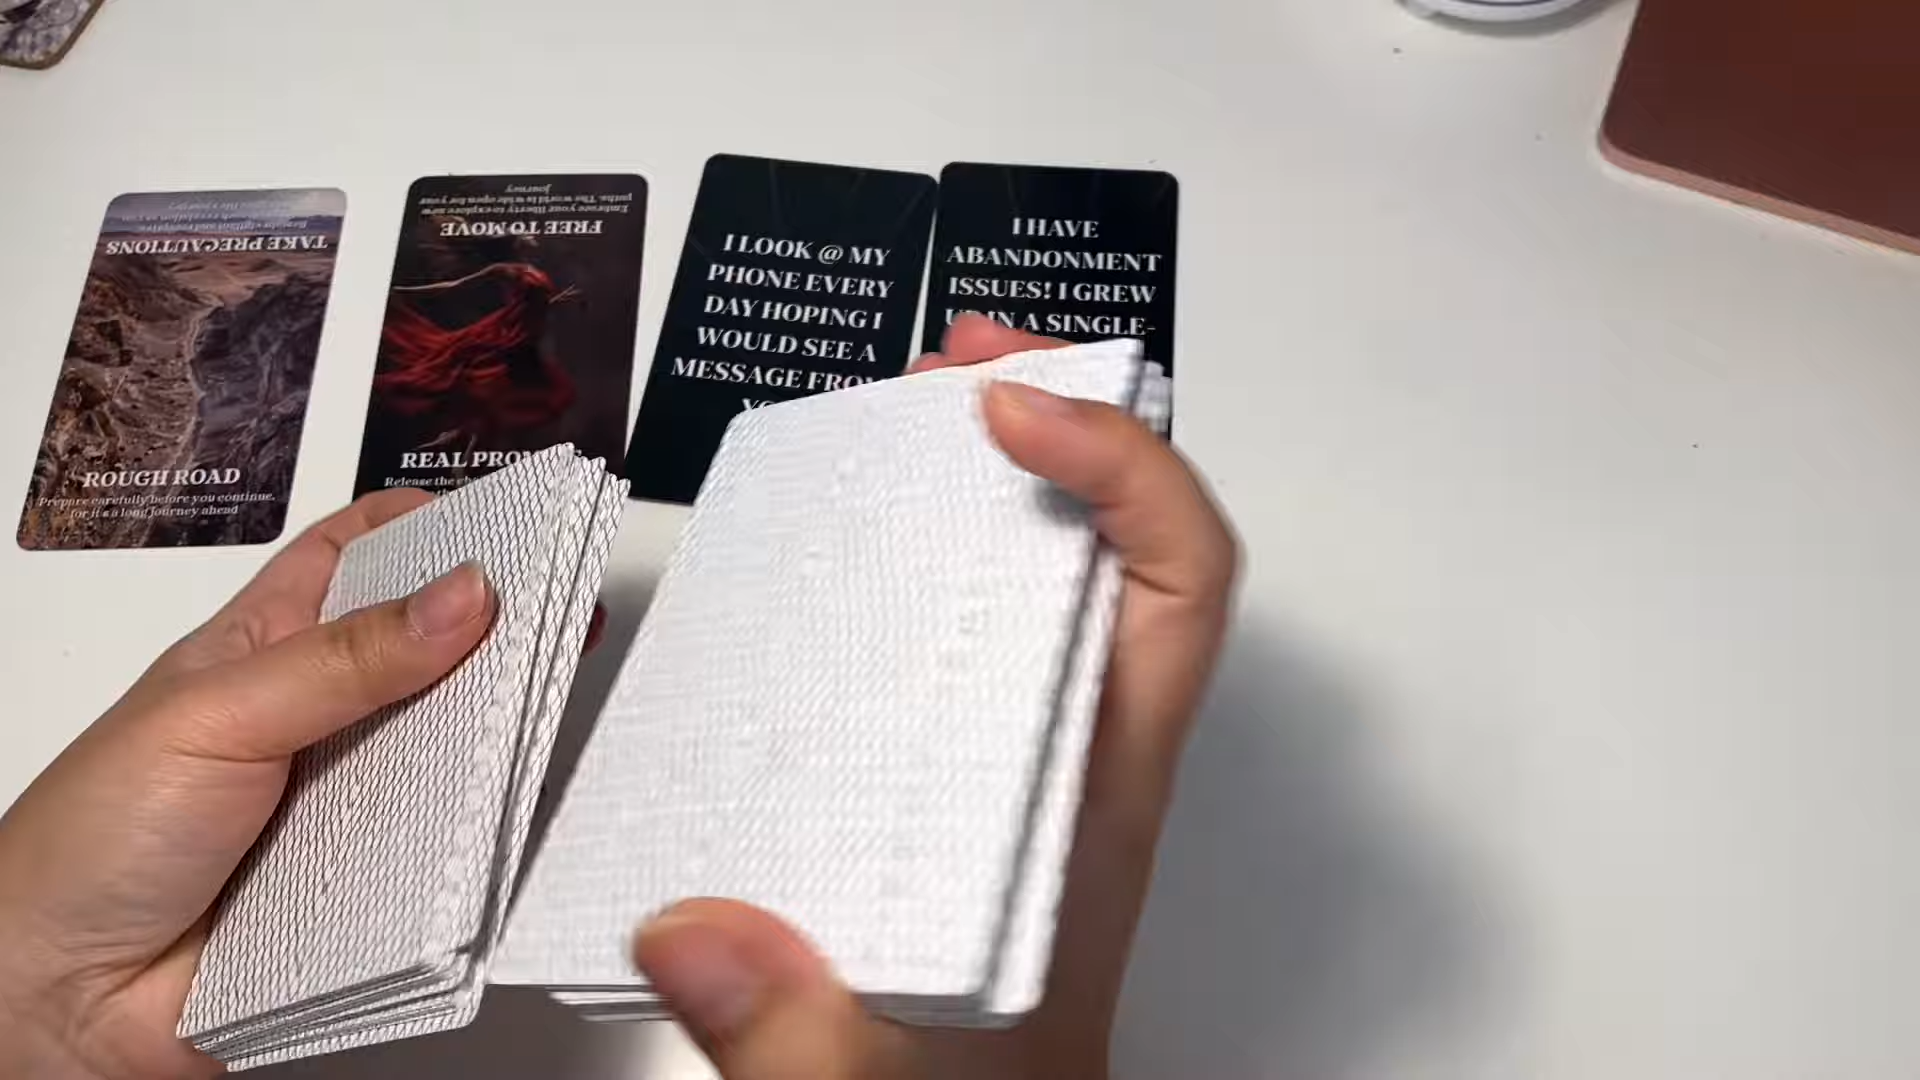 TAKE PRECAUTIONS
ROUGH ROAD
Prepare carefully before you continue,
for it's a long journey ahead
Embrace your liberty to explore new
paths. The world is wide open for your
journey
FREE TO MOVE
REAL
Release the
I LOOK @ MY
PHONE EVERY
DAY HOPING I
WOULD SEE A
MESSAGE
I HAVE
ABANDONMENT
ISSUES! I GREW
IN A SINGLE-